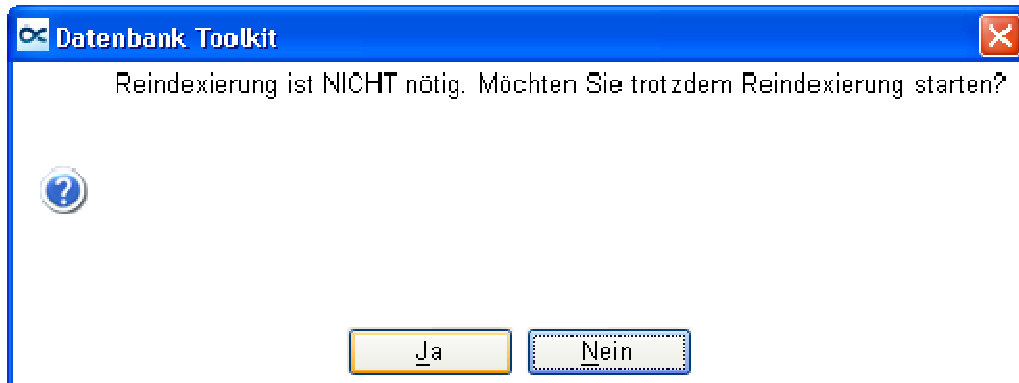 Datenbank Toolkit
Reindexierung ist NICHT nötig. Möchten Sie trotzdem Reindexierung starten?
Ja
Nein